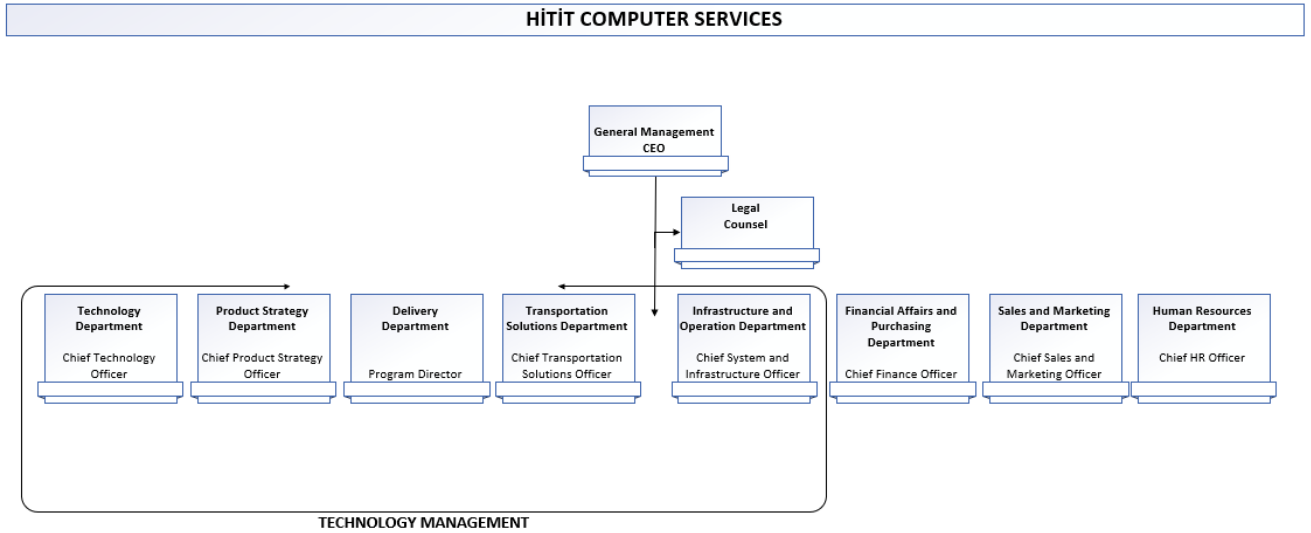 HİTİT COMPUTER SERVICES
General Management
CEO
Legal
Counsel
Technology
Department
Chief Technology
Officer
Product Strategy
Department
Chief Product Strategy
Officer
Delivery
Department
Program Director
Transportation
Solutions Department
Chief Transportation
Solutions Officer
Infrastructure and
Operation Department
Chief System and
Infrastructure Officer
Financial Affairs and
Purchasing
Department
Chief Finance Officer
Sales and Marketing
Department
Chief Sales and
Marketing Officer
Human Resources
Department
Chief HR Officer
TECHNOLOGY MANAGEMENT